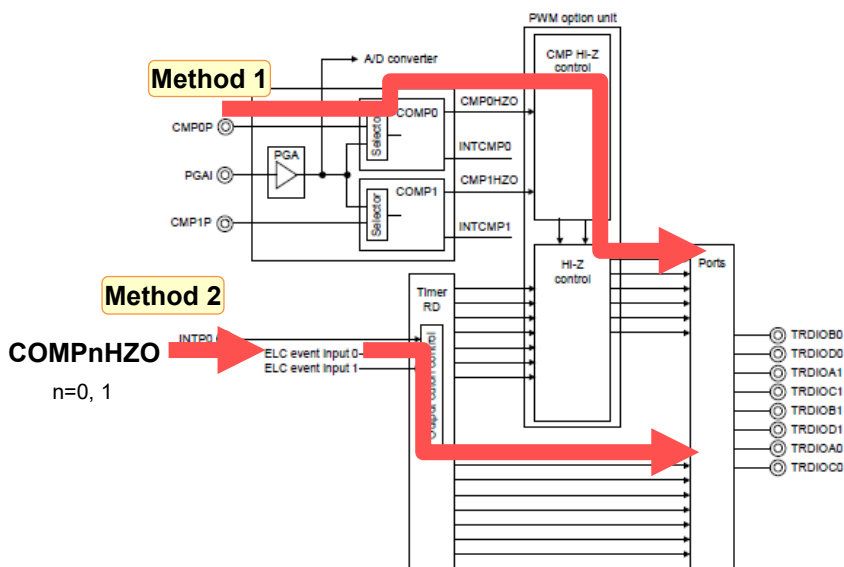 PWM option unit
A/D converter
CMP HI-Z
control
Method 1
CMP0HZO
COMP0
CMP0P
Selector
INTCMP0
PGA
PGAI
CMP1HZO
COMP1
CMP1P
Selector
INTCMP1
HI-Z
control
Ports
Method 2
Timer
RD
INTP0
COMPnHZO
ELC event input 0
ELC event input 1
n=0, 1
TRDIOB0
TRDIOD0
TRDIOA1
TRDIOC1
TRDIOB1
TRDIOD1
TRDIOA0
TRDIOC0